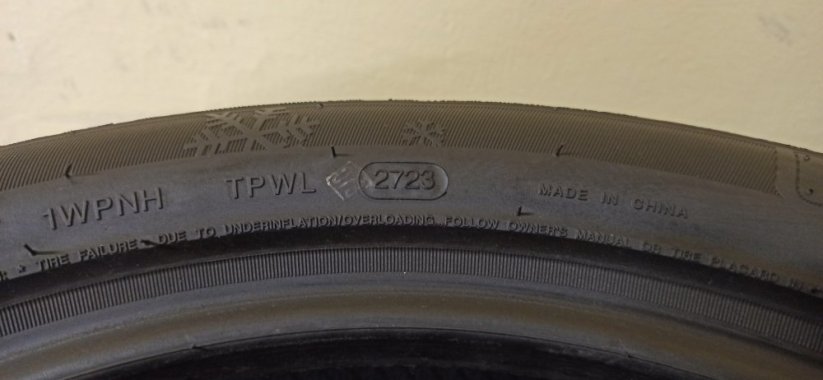 1WPNH TPWL 2723 MADE IN CHINA
TIRE FAILURE DUE TO UNDERINFLATION/OVERLOADING. FOLLOW OWNER'S MANUAL OR TIRE PLACARD IN